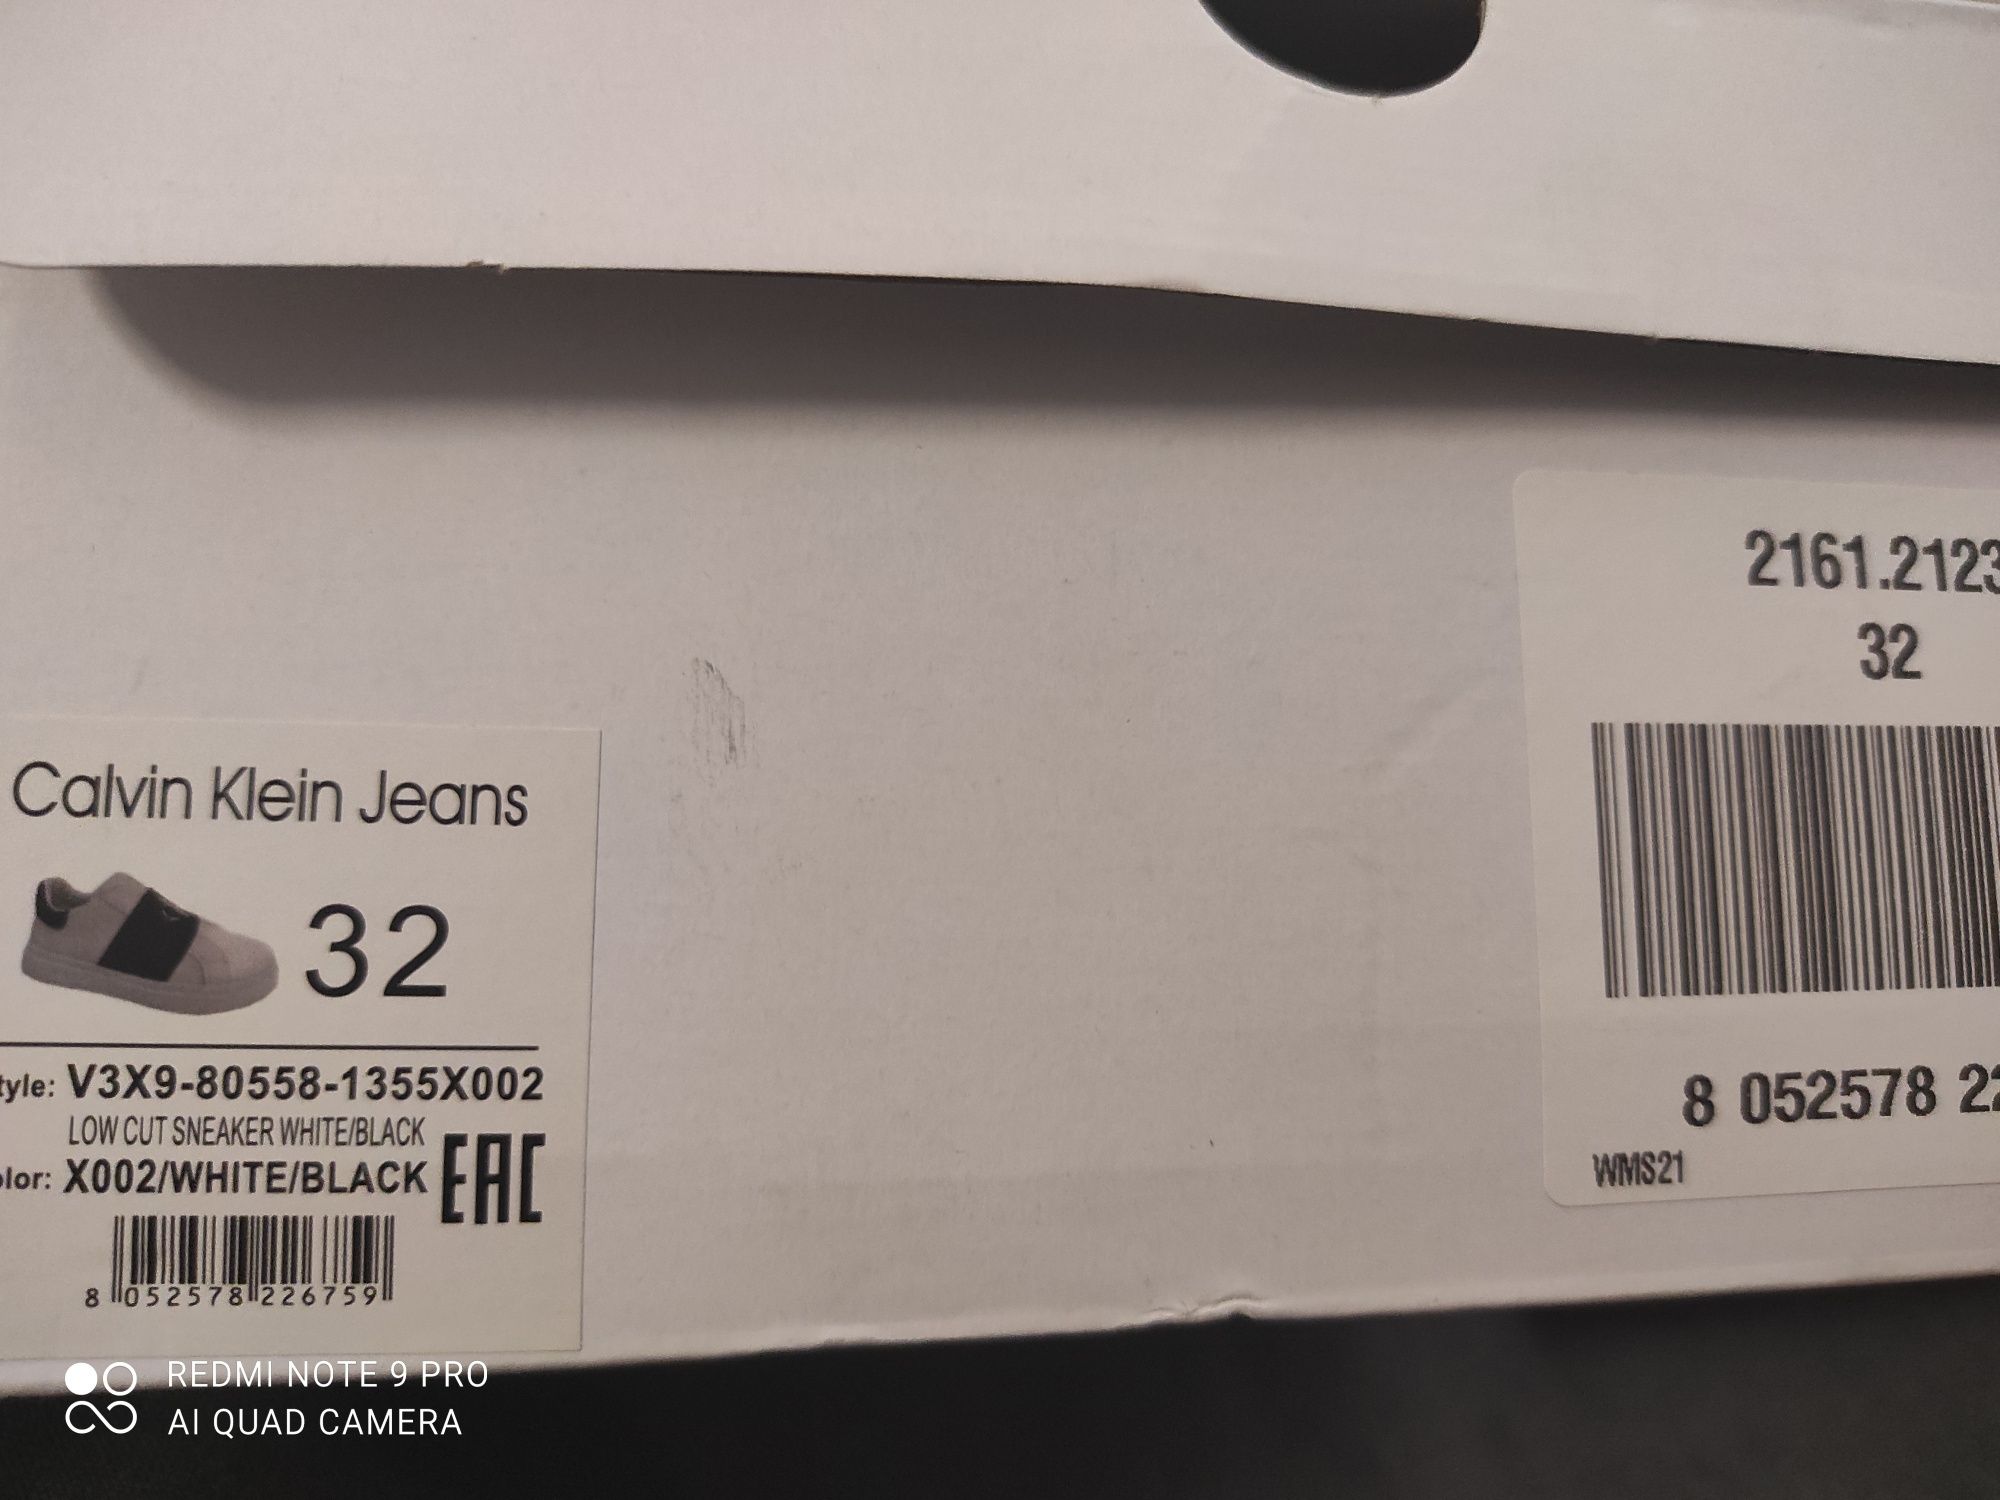 Calvin Klein Jeans
32
tyle: V3X9-80558-1355X002
LOW CUT SNEAKER WHITE/BLACK
olor: X002/WHITE/BLACK
EAC
8 052578 226759
2161.2123
32
8 052578 22
WMS21
REDMI NOTE 9 PRO
AI QUAD CAMERA